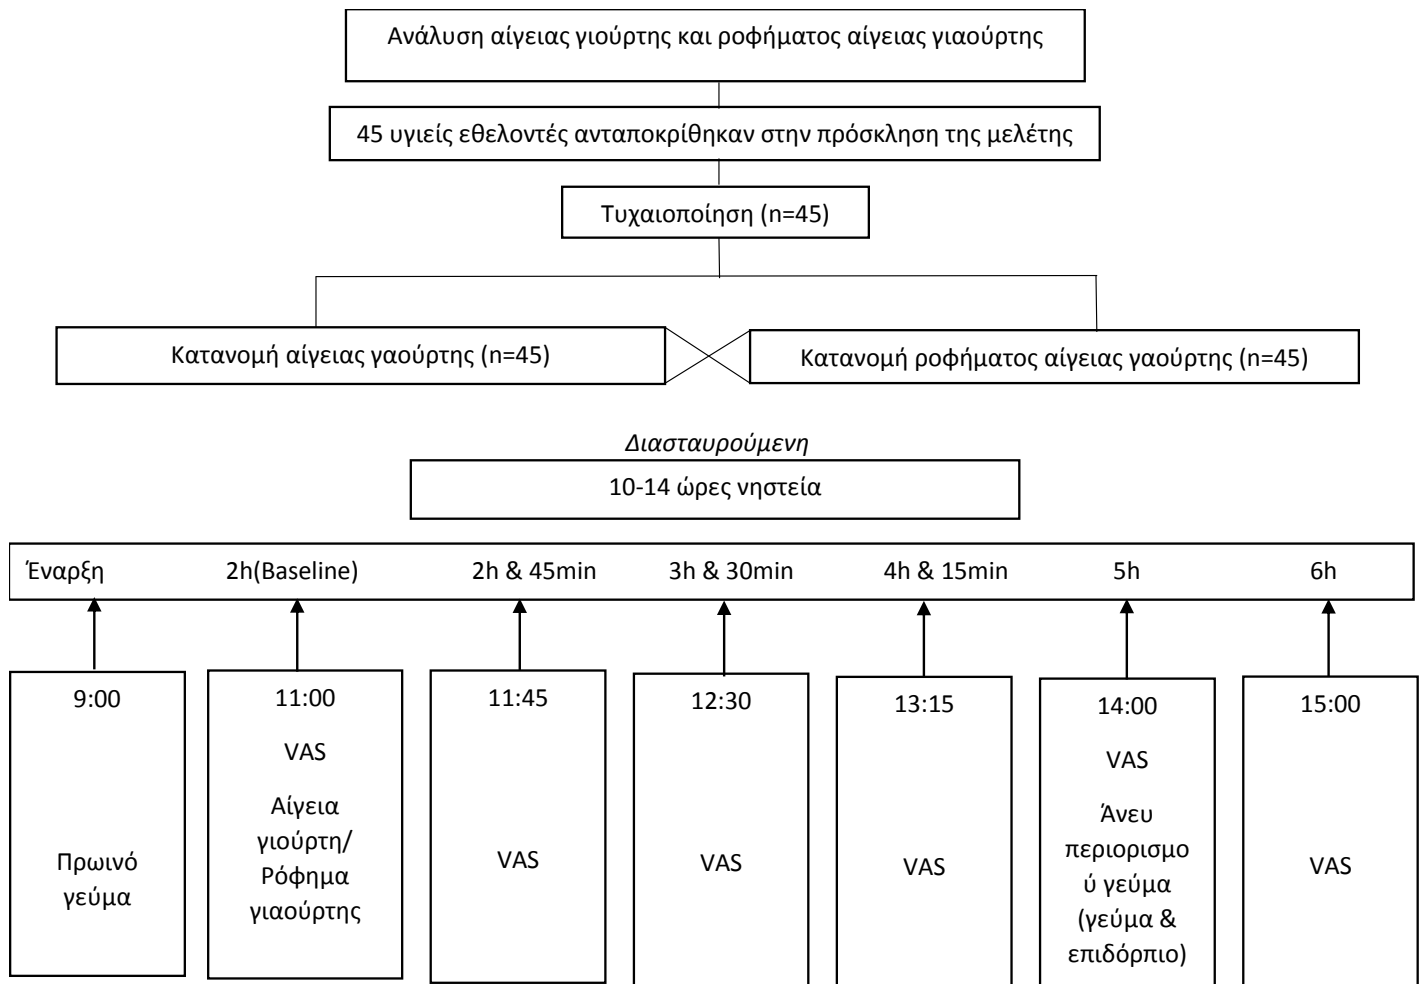 Ανάλυση αίγειας γιούρτης και ροφήματος αίγειας γιαούρτης
45 υγιείς εθελοντές ανταποκρίθηκαν στην πρόσκληση της μελέτης
Τυχαιοποίηση (n=45)
Κατανομή αίγειας γαούρτης (n=45)
Κατανομή ροφήματος αίγειας γαούρτης (n=45)
Διασταυρούμενη
10-14 ώρες νηστεία
Έναρξη
2h(Baseline)
2h & 45min
3h & 30min
4h & 15min
5h
6h
9:00
Πρωινό
γεύμα
11:00
VAS
Αίγεια
γιούρτη/
Ρόφημα
γιαούρτης
11:45
VAS
12:30
VAS
13:15
VAS
14:00
VAS
Άνευ
περιορισμο
ύ γεύμα
(γεύμα &
επιδόρπιο)
15:00
VAS